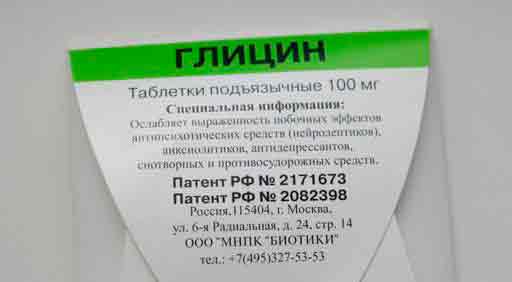 ГЛИЦИН
Таблетки подъязычные 100 мг
Специальная информация:
Ослабляет выраженность побочных эффектов
антипсихотических средств (нейролептиков),
анксиолитиков, антидепрессантов,
снотворных и противосудорожных средств.
Патент РФ № 2171673
Патент РФ № 2082398
Россия,115404, г. Москва,
ул. 6-я Радиальная, д. 24, стр. 14
ООО "МНПК "БИОТИКИ"
тел.: +7(495)327-53-53